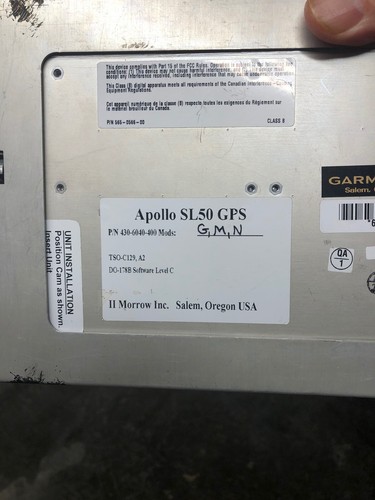 This device complies with Part 15 of the FCC Rules. Operation is subject to the following
conditions: (1) This device may not cause harmful interference, and (2) this device must
accept any interference received, including interference that may cause undesired operation.
This Class (B) digital apparatus meets all requirements of the Canadian Interference-Causing
Equipment Regulations.
Cet appareil numérique de la classe (B) respecte toutes les exigences du Règlement sur
le matériel brouilleur du Canada.
P/N 560-0566-00 CLASS B
GARM
Salem,
Apollo SL50 GPS
P/N 430-6040-400 Mods: G, M, N
TSO-C129, A2
DO-178B Software Level C
II Morrow Inc. Salem, Oregon USA
QA
1
UNIT INSTALLATION
Position Cam as shown.
Insert Unit